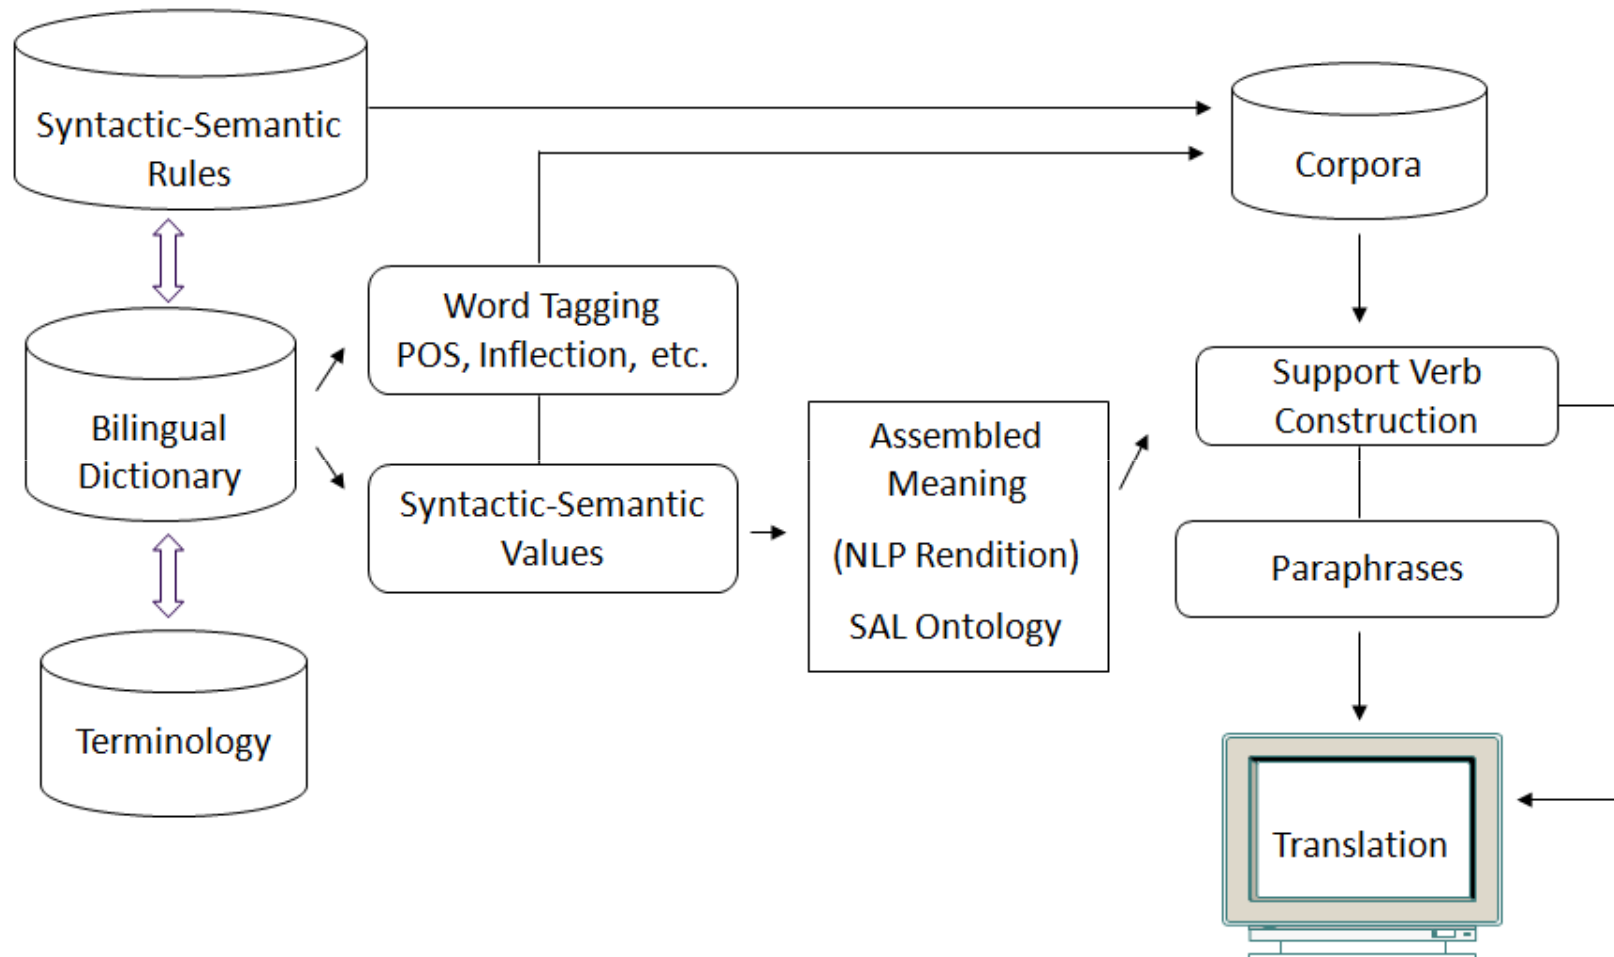 Syntactic-Semantic
Rules
Corpora
Word Tagging
POS, Inflection, etc.
Bilingual
Dictionary
Syntactic-Semantic
Values
Assembled
Meaning
(NLP Rendition)
SAL Ontology
Support Verb
Construction
Paraphrases
Terminology
Translation